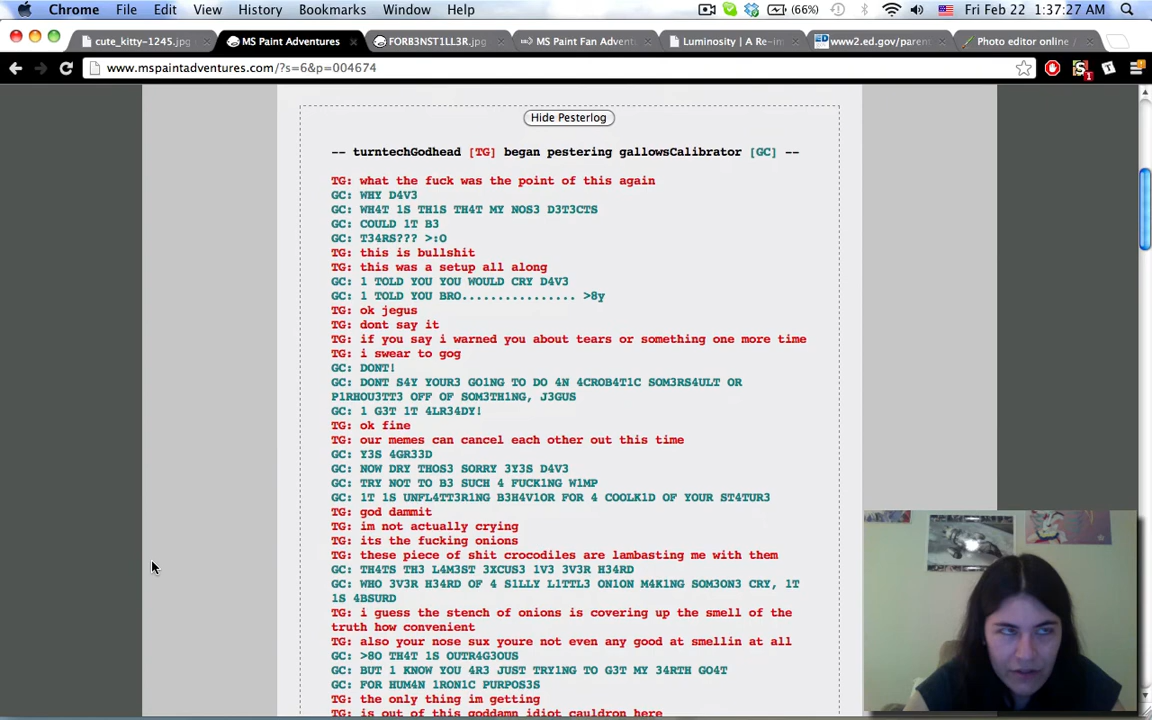 Chrome File Edit View History Bookmarks Window Help (66%) Fri Feb 22 1:37:27 AM
cute_kitty-1245.jpg MS Paint Adventures FORB3NST1LL3R.jpg MS Paint Fan Adven Luminosity | A Re-i www2.ed.gov/paren Photo editor online /
www.mspaintadventures.com/?s=6&p=004674
Hide Pesterlog
-- turntechGodhead [TG] began pestering gallowsCalibrator [GC] --
TG: what the fuck was the point of this again
GC: WHY D4V3
GC: WH4T 1S TH1S TH4T MY NOS3 D3T3CTS
GC: COULD 1T B3
GC: T34RS??? >:O
TG: this is bullshit
TG: this was a setup all along
GC: 1 TOLD YOU YOU WOULD CRY D4V3
GC: 1 TOLD YOU BRO................ >8y
TG: ok jegus
TG: dont say it
TG: if you say i warned you about tears or something one more time
TG: i swear to gog
GC: DONT!
GC: DONT S4Y YOUR3 GO1NG TO DO 4N 4CROB4T1C SOM3RS4ULT OR
P1RHOU3TT3 OFF OF SOM3TH1NG, J3GUS
GC: 1 G3T 1T 4LR34DY!
TG: ok fine
TG: our memes can cancel each other out this time
GC: Y3S 4GR33D
GC: NOW DRY THOS3 SORRY 3Y3S D4V3
GC: TRY NOT TO B3 SUCH 4 FUCK1NG W1MP
GC: 1T 1S UNFL4TT3R1NG B3H4V1OR FOR 4 COOLK1D OF YOUR ST4TUR3
TG: god dammit
TG: im not actually crying
TG: its the fucking onions
TG: these piece of shit crocodiles are lambasting me with them
GC: TH4TS TH3 L4M3ST 3XCUS3 1V3 3V3R H34RD
GC: WHO 3V3R H34RD OF 4 S1LLY L1TTL3 ON1ON M4K1NG SOM3ON3 CRY, 1T
1S 4BSURD
TG: i guess the stench of onions is covering up the smell of the
truth how convenient
TG: also your nose sux youre not even any good at smellin at all
GC: >8O TH4T 1S OUTR4G3OUS
GC: BUT 1 KNOW YOU 4R3 JUST TRY1NG TO G3T MY 34RTH GO4T
GC: FOR HUM4N 1RON1C PURPOS3S
TG: the only thing im getting
TG: is out of this goddamn idiot cauldron here